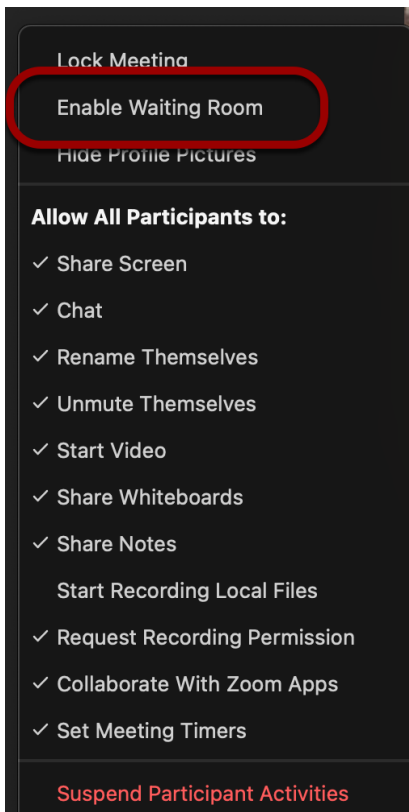 Lock Meeting
Enable Waiting Room
Hide Profile Pictures
Allow All Participants to:
✓ Share Screen
✓ Chat
✓ Rename Themselves
✓ Unmute Themselves
✓ Start Video
✓ Share Whiteboards
✓ Share Notes
Start Recording Local Files
✓ Request Recording Permission
✓ Collaborate With Zoom Apps
✓ Set Meeting Timers
Suspend Participant Activities